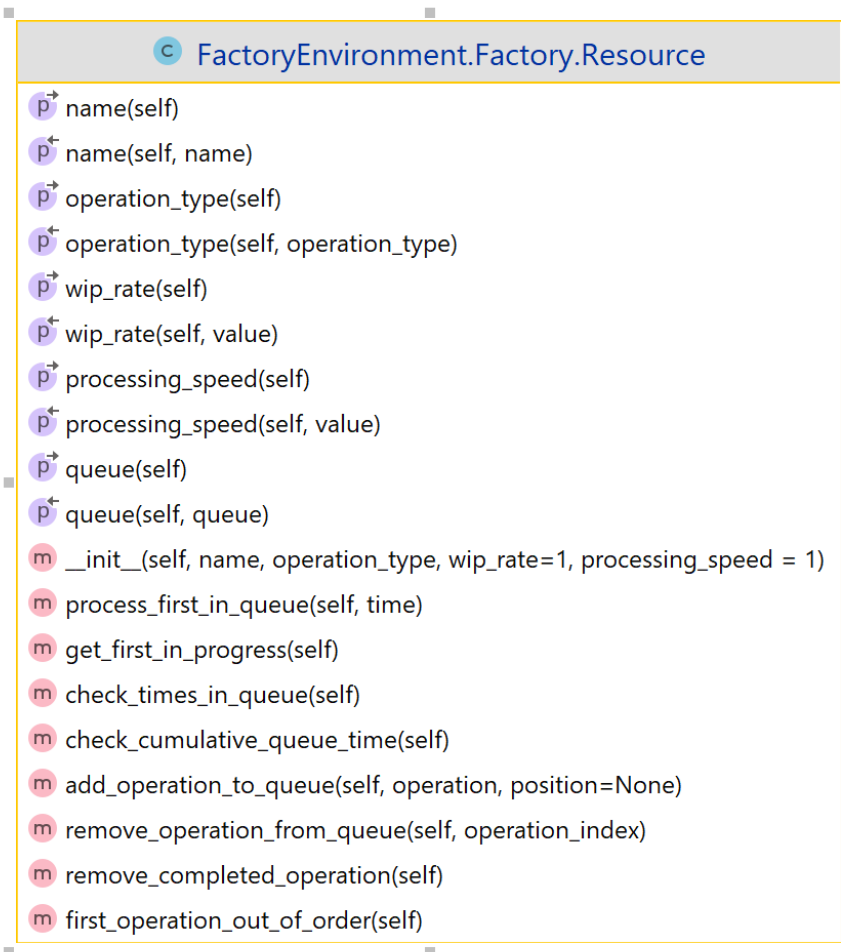 C FactoryEnvironment.Factory.Resource
p name(self)
p name(self, name)
p operation_type(self)
p operation_type(self, operation_type)
p wip_rate(self)
p wip_rate(self, value)
p processing_speed(self)
p processing_speed(self, value)
p queue(self)
p queue(self, queue)
m __init__(self, name, operation_type, wip_rate=1, processing_speed = 1)
m process_first_in_queue(self, time)
m get_first_in_progress(self)
m check_times_in_queue(self)
m check_cumulative_queue_time(self)
m add_operation_to_queue(self, operation, position=None)
m remove_operation_from_queue(self, operation_index)
m remove_completed_operation(self)
m first_operation_out_of_order(self)